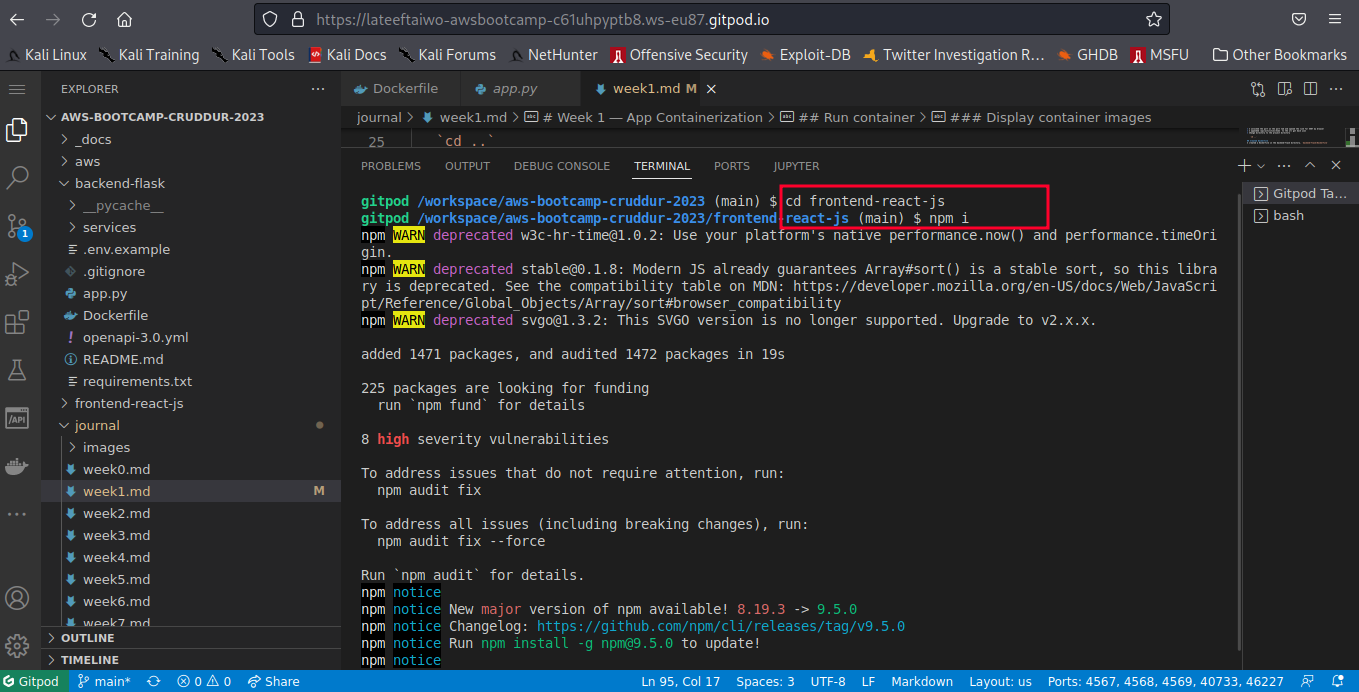 https://lateeftaiwo-awsbootcamp-c61uhpyptb8.ws-eu87.gitpod.io
Kali Linux Kali Training Kali Tools Kali Docs Kali Forums NetHunter Offensive Security Exploit-DB Twitter Investigation R... GHDB MSFU Other Bookmarks
EXPLORER
AWS-BOOTCAMP-CRUDDUR-2023
_docs
aws
backend-flask
__pycache__
services
.env.example
.gitignore
app.py
Dockerfile
openapi-3.0.yml
README.md
requirements.txt
frontend-react-js
journal
images
week0.md
week1.md M
week2.md
week3.md
week4.md
week5.md
week6.md
week7.md
OUTLINE
TIMELINE
Dockerfile app.py week1.md M
journal > week1.md > # Week 1 — App Containerization > ## Run container > ### Display container images
25 `cd ..`
PROBLEMS OUTPUT DEBUG CONSOLE TERMINAL PORTS JUPYTER
gitpod /workspace/aws-bootcamp-cruddur-2023 (main) $ cd frontend-react-js
gitpod /workspace/aws-bootcamp-cruddur-2023/frontend-react-js (main) $ npm i
npm WARN deprecated w3c-hr-time@1.0.2: Use your platform's native performance.now() and performance.timeOri
gin.
npm WARN deprecated stable@0.1.8: Modern JS already guarantees Array#sort() is a stable sort, so this libra
ry is deprecated. See the compatibility table on MDN: https://developer.mozilla.org/en-US/docs/Web/JavaScri
pt/Reference/Global_Objects/Array/sort#browser_compatibility
npm WARN deprecated svgo@1.3.2: This SVGO version is no longer supported. Upgrade to v2.x.x.
added 1471 packages, and audited 1472 packages in 19s
225 packages are looking for funding
run `npm fund` for details
8 high severity vulnerabilities
To address issues that do not require attention, run:
npm audit fix
To address all issues (including breaking changes), run:
npm audit fix --force
Run `npm audit` for details.
npm notice
npm notice New major version of npm available! 8.19.3 -> 9.5.0
npm notice Changelog: https://github.com/npm/cli/releases/tag/v9.5.0
npm notice Run npm install -g npm@9.5.0 to update!
npm notice
Gitpod Ta...
bash
1
/API
Gitpod main* 0 0 Share Ln 95, Col 17 Spaces: 3 UTF-8 LF Markdown Layout: us Ports: 4567, 4568, 4569, 40733, 46227